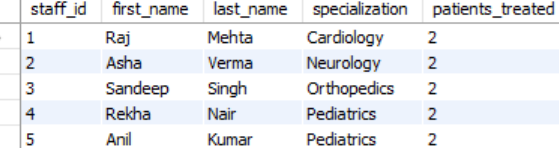 staff_id first_name last_name specialization patients_treated
1 Raj Mehta Cardiology 2
2 Asha Verma Neurology 2
3 Sandeep Singh Orthopedics 2
4 Rekha Nair Pediatrics 2
5 Anil Kumar Pediatrics 2